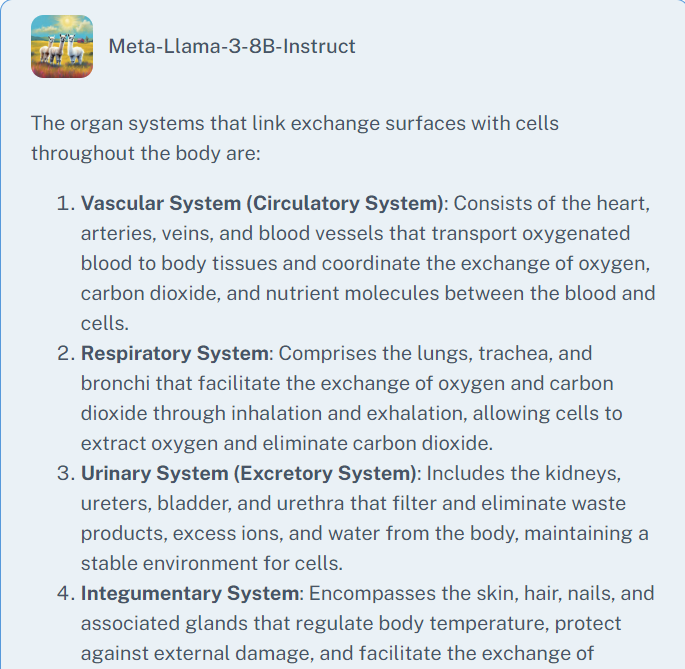 Meta-Llama-3-8B-Instruct
The organ systems that link exchange surfaces with cells
throughout the body are:
1. Vascular System (Circulatory System): Consists of the heart,
arteries, veins, and blood vessels that transport oxygenated
blood to body tissues and coordinate the exchange of oxygen,
carbon dioxide, and nutrient molecules between the blood and
cells.
2. Respiratory System: Comprises the lungs, trachea, and
bronchi that facilitate the exchange of oxygen and carbon
dioxide through inhalation and exhalation, allowing cells to
extract oxygen and eliminate carbon dioxide.
3. Urinary System (Excretory System): Includes the kidneys,
ureters, bladder, and urethra that filter and eliminate waste
products, excess ions, and water from the body, maintaining a
stable environment for cells.
4. Integumentary System: Encompasses the skin, hair, nails, and
associated glands that regulate body temperature, protect
against external damage, and facilitate the exchange of